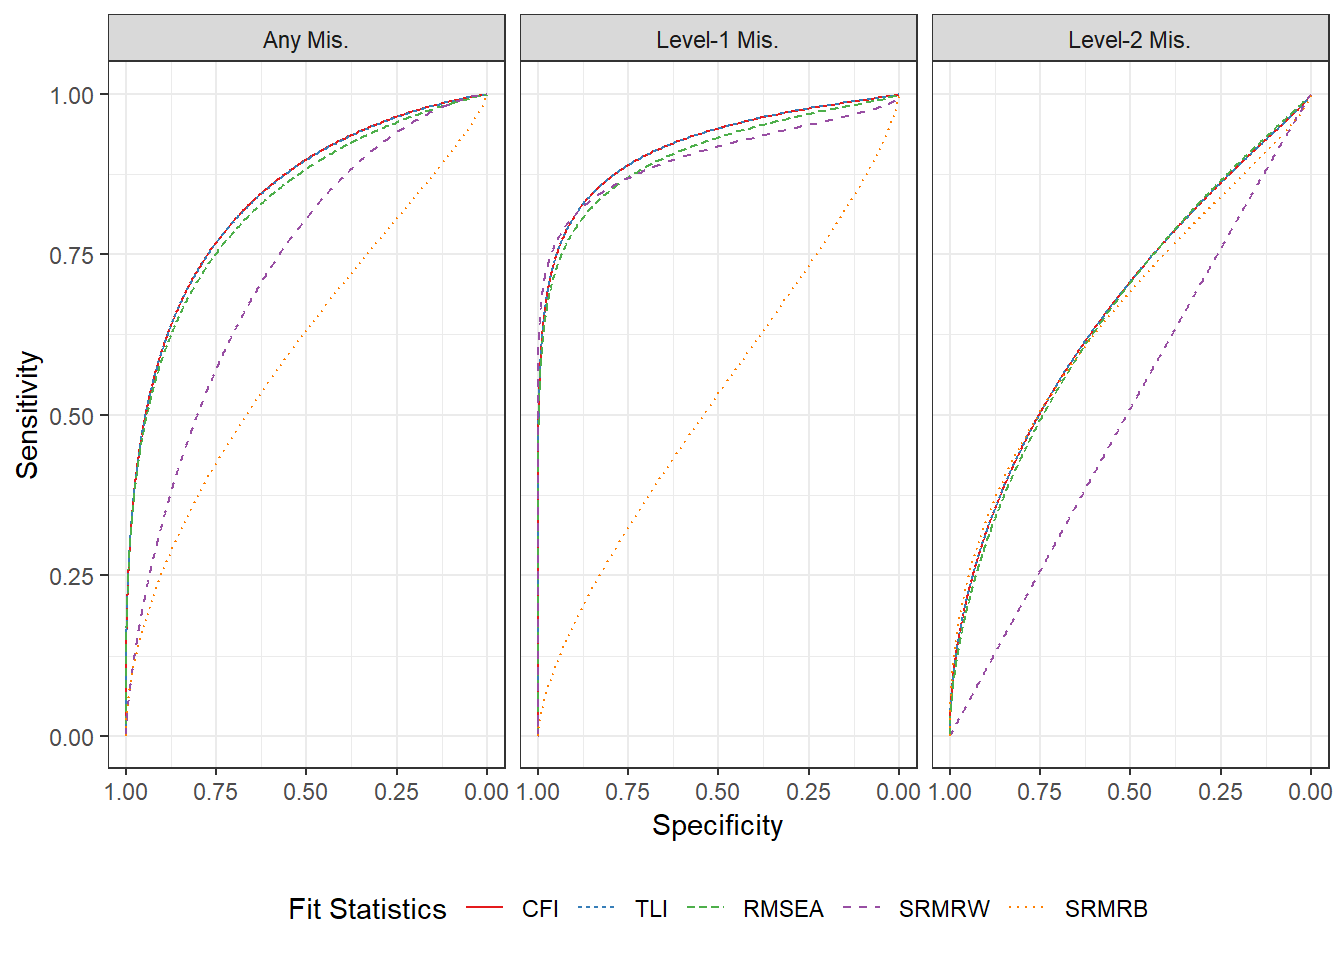 Any Mis. Level-1 Mis. Level-2 Mis.
1.00
0.75
0.50
0.25
0.00
Sensitivity
1.00 0.75 0.50 0.25 0.00 1.00 0.75 0.50 0.25 0.00 1.00 0.75 0.50 0.25 0.00
Specificity
Fit Statistics CFI TLI RMSEA SRMRW SRMRB